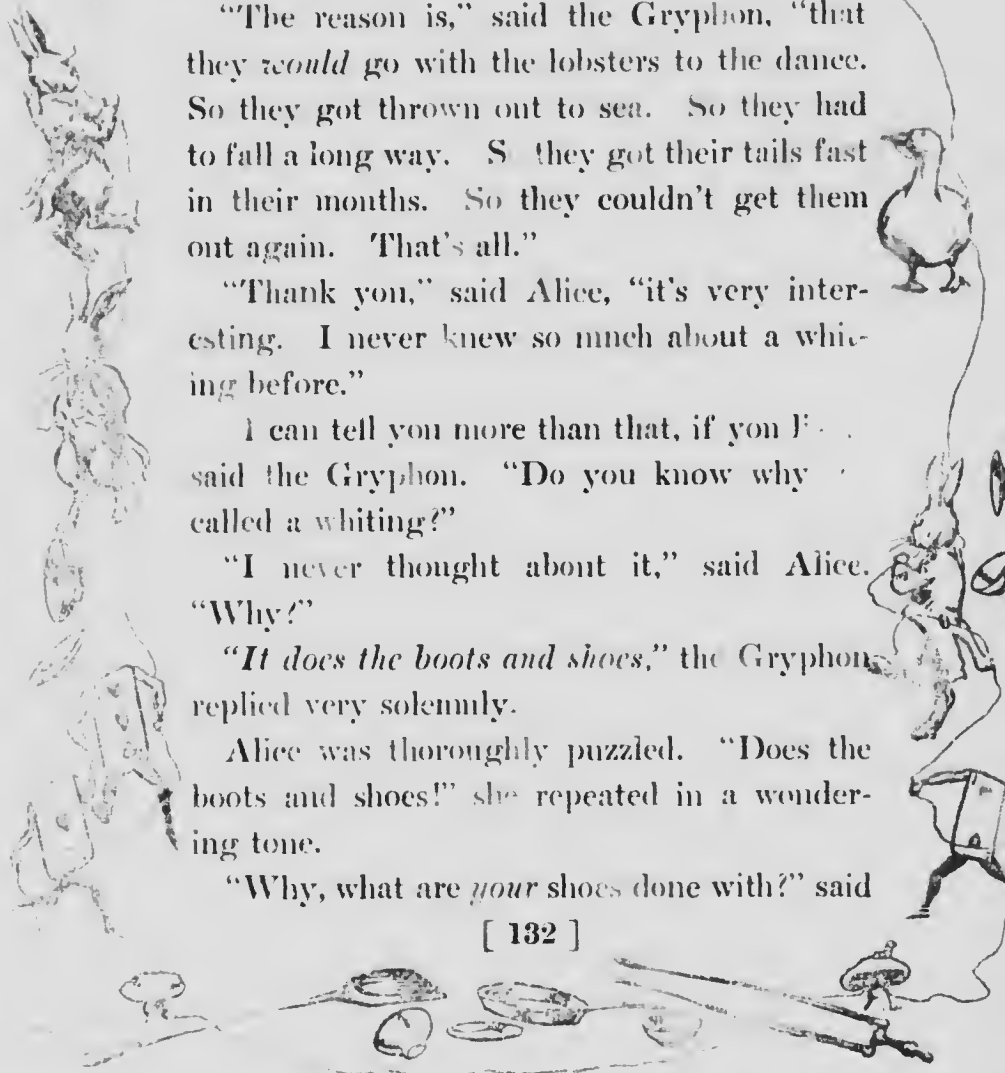 "The reason is," said the Gryphon, "that
they would go with the lobsters to the dance.
So they got thrown out to sea. So they had
to fall a long way. S they got their tails fast
in their mouths. So they couldn't get them
out again. That's all."
"Thank you," said Alice, "it's very inter-
esting. I never knew so much about a whit-
ing before."
I can tell you more than that, if you
said the Gryphon. "Do you know why
called a whiting?"
"I never thought about it," said Alice.
"Why?"
"It does the boots and shoes," the Gryphon
replied very solemnly.
Alice was thoroughly puzzled. "Does the
boots and shoes!" she repeated in a wonder-
ing tone.
"Why, what are your shoes done with?" said
[ 132 ]